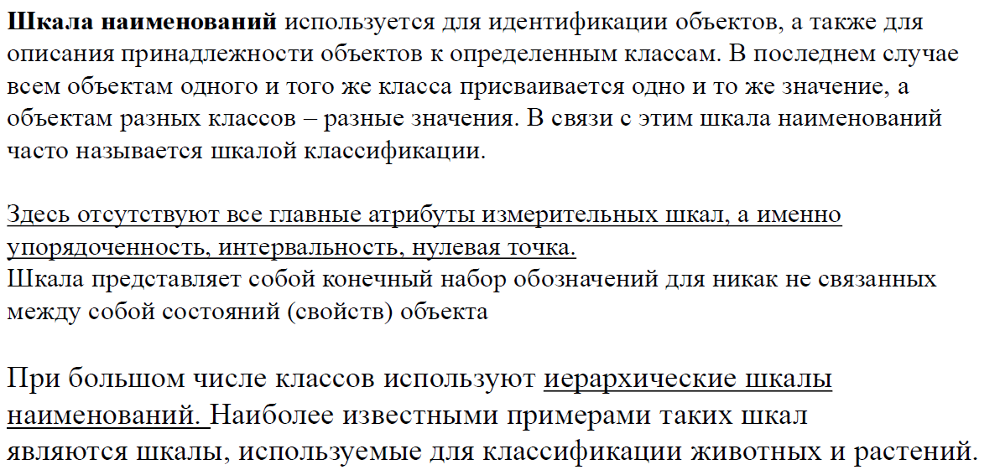 Шкала наименований используется для идентификации объектов, а также для
описания принадлежности объектов к определенным классам. В последнем случае
всем объектам одного и того же класса присваивается одно и то же значение, а
объектам разных классов – разные значения. В связи с этим шкала наименований
часто называется шкалой классификации.
Здесь отсутствуют все главные атрибуты измерительных шкал, а именно
упорядоченность, интервальность, нулевая точка.
Шкала представляет собой конечный набор обозначений для никак не связанных
между собой состояний (свойств) объекта
При большом числе классов используют иерархические шкалы
наименований. Наиболее известными примерами таких шкал
являются шкалы, используемые для классификации животных и растений.